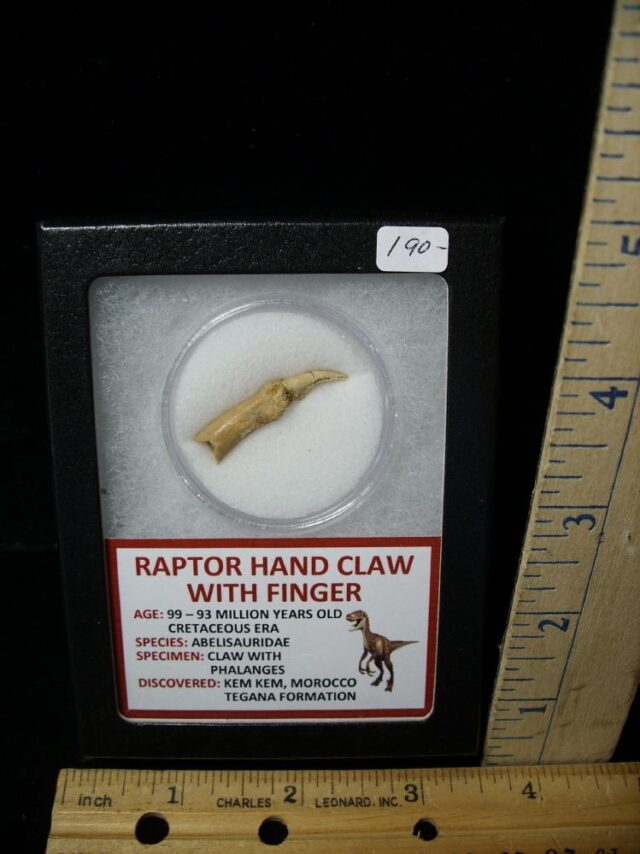 190-
RAPTOR HAND CLAW
WITH FINGER
AGE: 99 – 93 MILLION YEARS OLD
CRETACEOUS ERA
SPECIES: ABELISAURIDAE
SPECIMEN: CLAW WITH
PHALANGES
DISCOVERED: KEM KEM, MOROCCO
TEGANA FORMATION
5
4
3
2
1
inch 1 2 3 4
CHARLES LEONARD, INC.